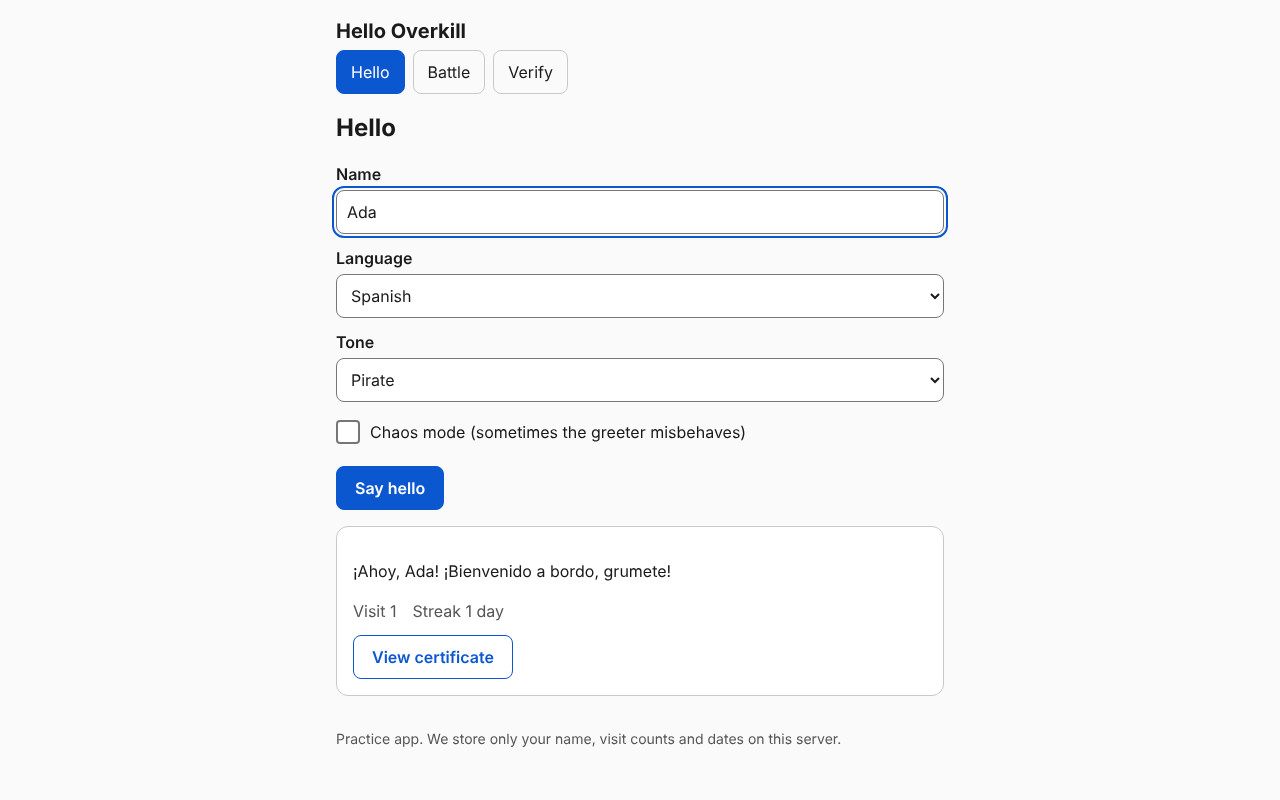 Hello Overkill
Hello Battle Verify
Hello
Name
Ada
Language
Spanish
Tone
Pirate
Chaos mode (sometimes the greeter misbehaves)
Say hello
¡Ahoy, Ada! ¡Bienvenido a bordo, grumete!
Visit 1 Streak 1 day
View certificate
Practice app. We store only your name, visit counts and dates on this server.